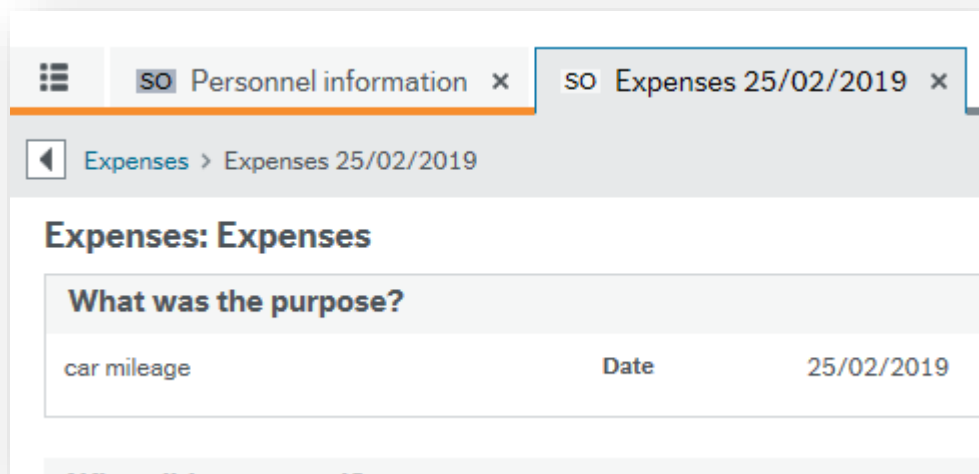 SO Personnel information × SO Expenses 25/02/2019 ×
Expenses > Expenses 25/02/2019
Expenses: Expenses
What was the purpose?
car mileage Date 25/02/2019